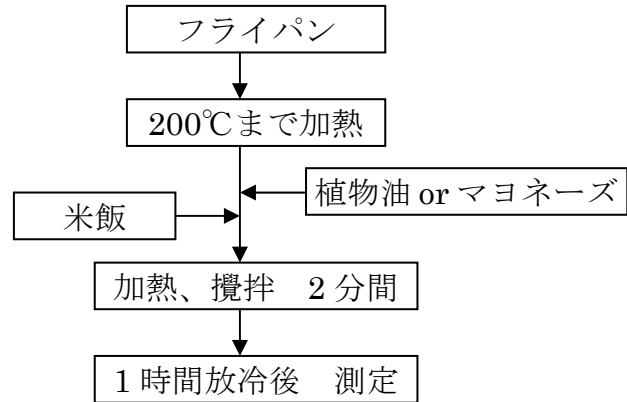 フライパン
200℃まで加熱
植物油 or マヨネーズ
米飯
加熱、攪拌　2 分間
1 時間放冷後　測定